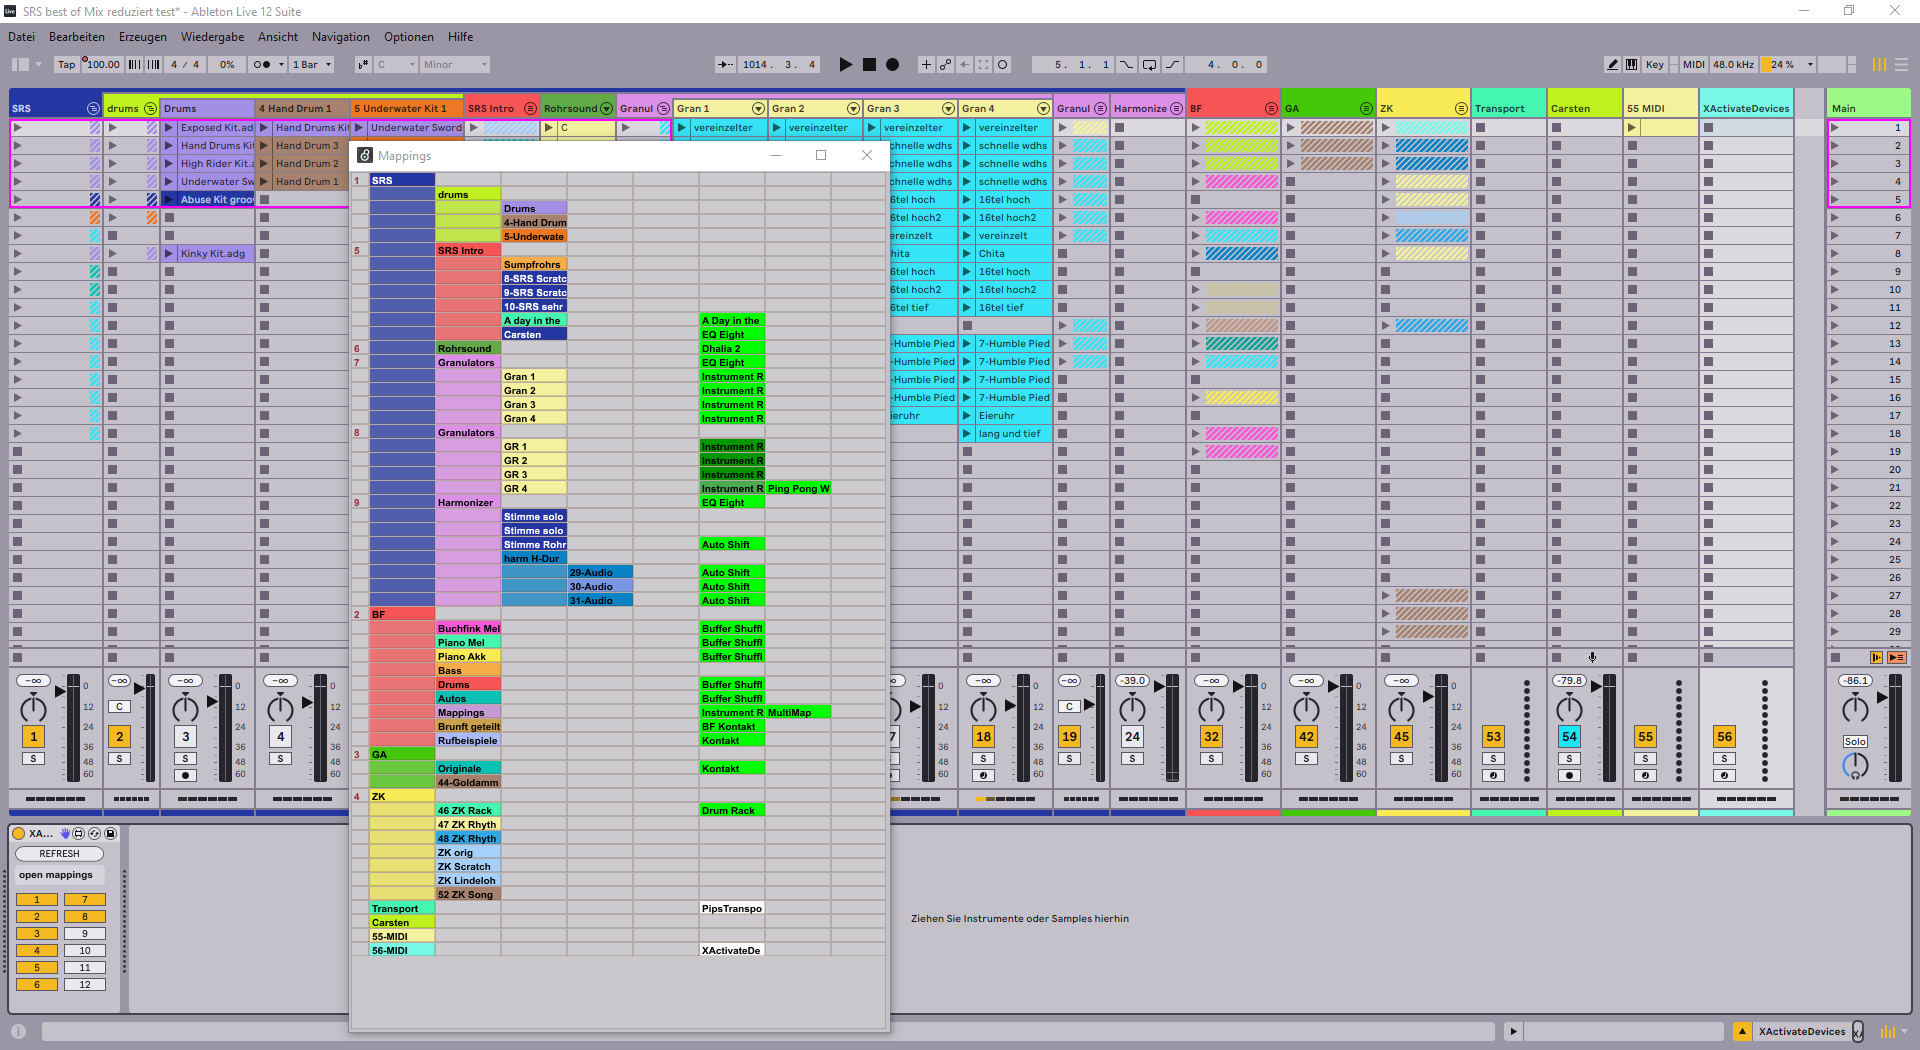 SRS best of Mix reduziert test* - Ableton Live 12 Suite
Datei Bearbeiten Erzeugen Wiedergabe Ansicht Navigation Optionen Hilfe
Tap 100.00 4 / 4 0% 1 Bar C Minor 1014. 3. 4 5. 1. 1 4. 0. 0 Key MIDI 48.0 kHz 24 %
SRS drums Drums 4 Hand Drum 1 5 Underwater Kit 1 SRS Intro Rohrsound Granul Gran 1 Gran 2 Gran 3 Gran 4 Granul Harmonize BF GA ZK Transport Carsten 55 MIDI XActivateDevices Main
Exposed Kit.ad Hand Drums Kit Underwater Sword C vereinzelter vereinzelter vereinzelter vereinzelter 1
Hand Drums Kit Hand Drum 3 schnelle wdhs 2
High Rider Kit.a Hand Drum 2 schnelle wdhs 3
Underwater Sw Hand Drum 1 schnelle wdhs 4
Abuse Kit groov 16tel hoch 5
16tel hoch2 6
vereinzelt 7
Kinky Kit.adg Chita 8
16tel hoch 9
16tel hoch2 10
16tel tief 11
12
-Humble Pied 7-Humble Pied 13
-Humble Pied 7-Humble Pied 14
-Humble Pied 7-Humble Pied 15
-Humble Pied 7-Humble Pied 16
Eieruhr 17
lang und tief 18
19
20
21
22
23
24
25
26
27
28
29
Mappings
1 SRS
drums
Drums
4-Hand Drum
5-Underwate
5 SRS Intro
Sumpfrohrs
8-SRS Scratc
9-SRS Scratc
10-SRS sehr
A day in the A Day in the
Carsten EQ Eight
6 Rohrsound Dhalia 2
7 Granulators EQ Eight
Gran 1 Instrument R
Gran 2 Instrument R
Gran 3 Instrument R
Gran 4 Instrument R
8 Granulators
GR 1 Instrument R
GR 2 Instrument R
GR 3 Instrument R
GR 4 Instrument R Ping Pong W
9 Harmonizer EQ Eight
Stimme solo
Stimme solo
Stimme Rohr Auto Shift
harm H-Dur
29-Audio Auto Shift
30-Audio Auto Shift
31-Audio Auto Shift
2 BF
Buchfink Mel Buffer Shuffl
Piano Mel Buffer Shuffl
Piano Akk Buffer Shuffl
Bass
Drums Buffer Shuffl
Autos Buffer Shuffl
Mappings Instrument R MultiMap
Brunft geteilt BF Kontakt
Rufbeispiele Kontakt
3 GA
Originale Kontakt
44-Goldamm
4 ZK
46 ZK Rack Drum Rack
47 ZK Rhyth
48 ZK Rhyth
ZK orig
ZK Scratch
ZK Lindeloh
52 ZK Song
Transport PipsTranspo
Carsten
55-MIDI
56-MIDI XActivateDe
-∞ -∞ -∞ -∞ -∞ -∞ -39.0 -∞ -∞ -∞ -79.8 -86.1
0 12 24 36 48 60
C C Solo
1 2 3 4 7 18 19 24 32 42 45 53 54 55 56
S S S S S S S S S S S S S S
XA...
REFRESH
open mappings
1 7
2 8
3 9
4 10
5 11
6 12
Ziehen Sie Instrumente oder Samples hierhin
XActivateDevices